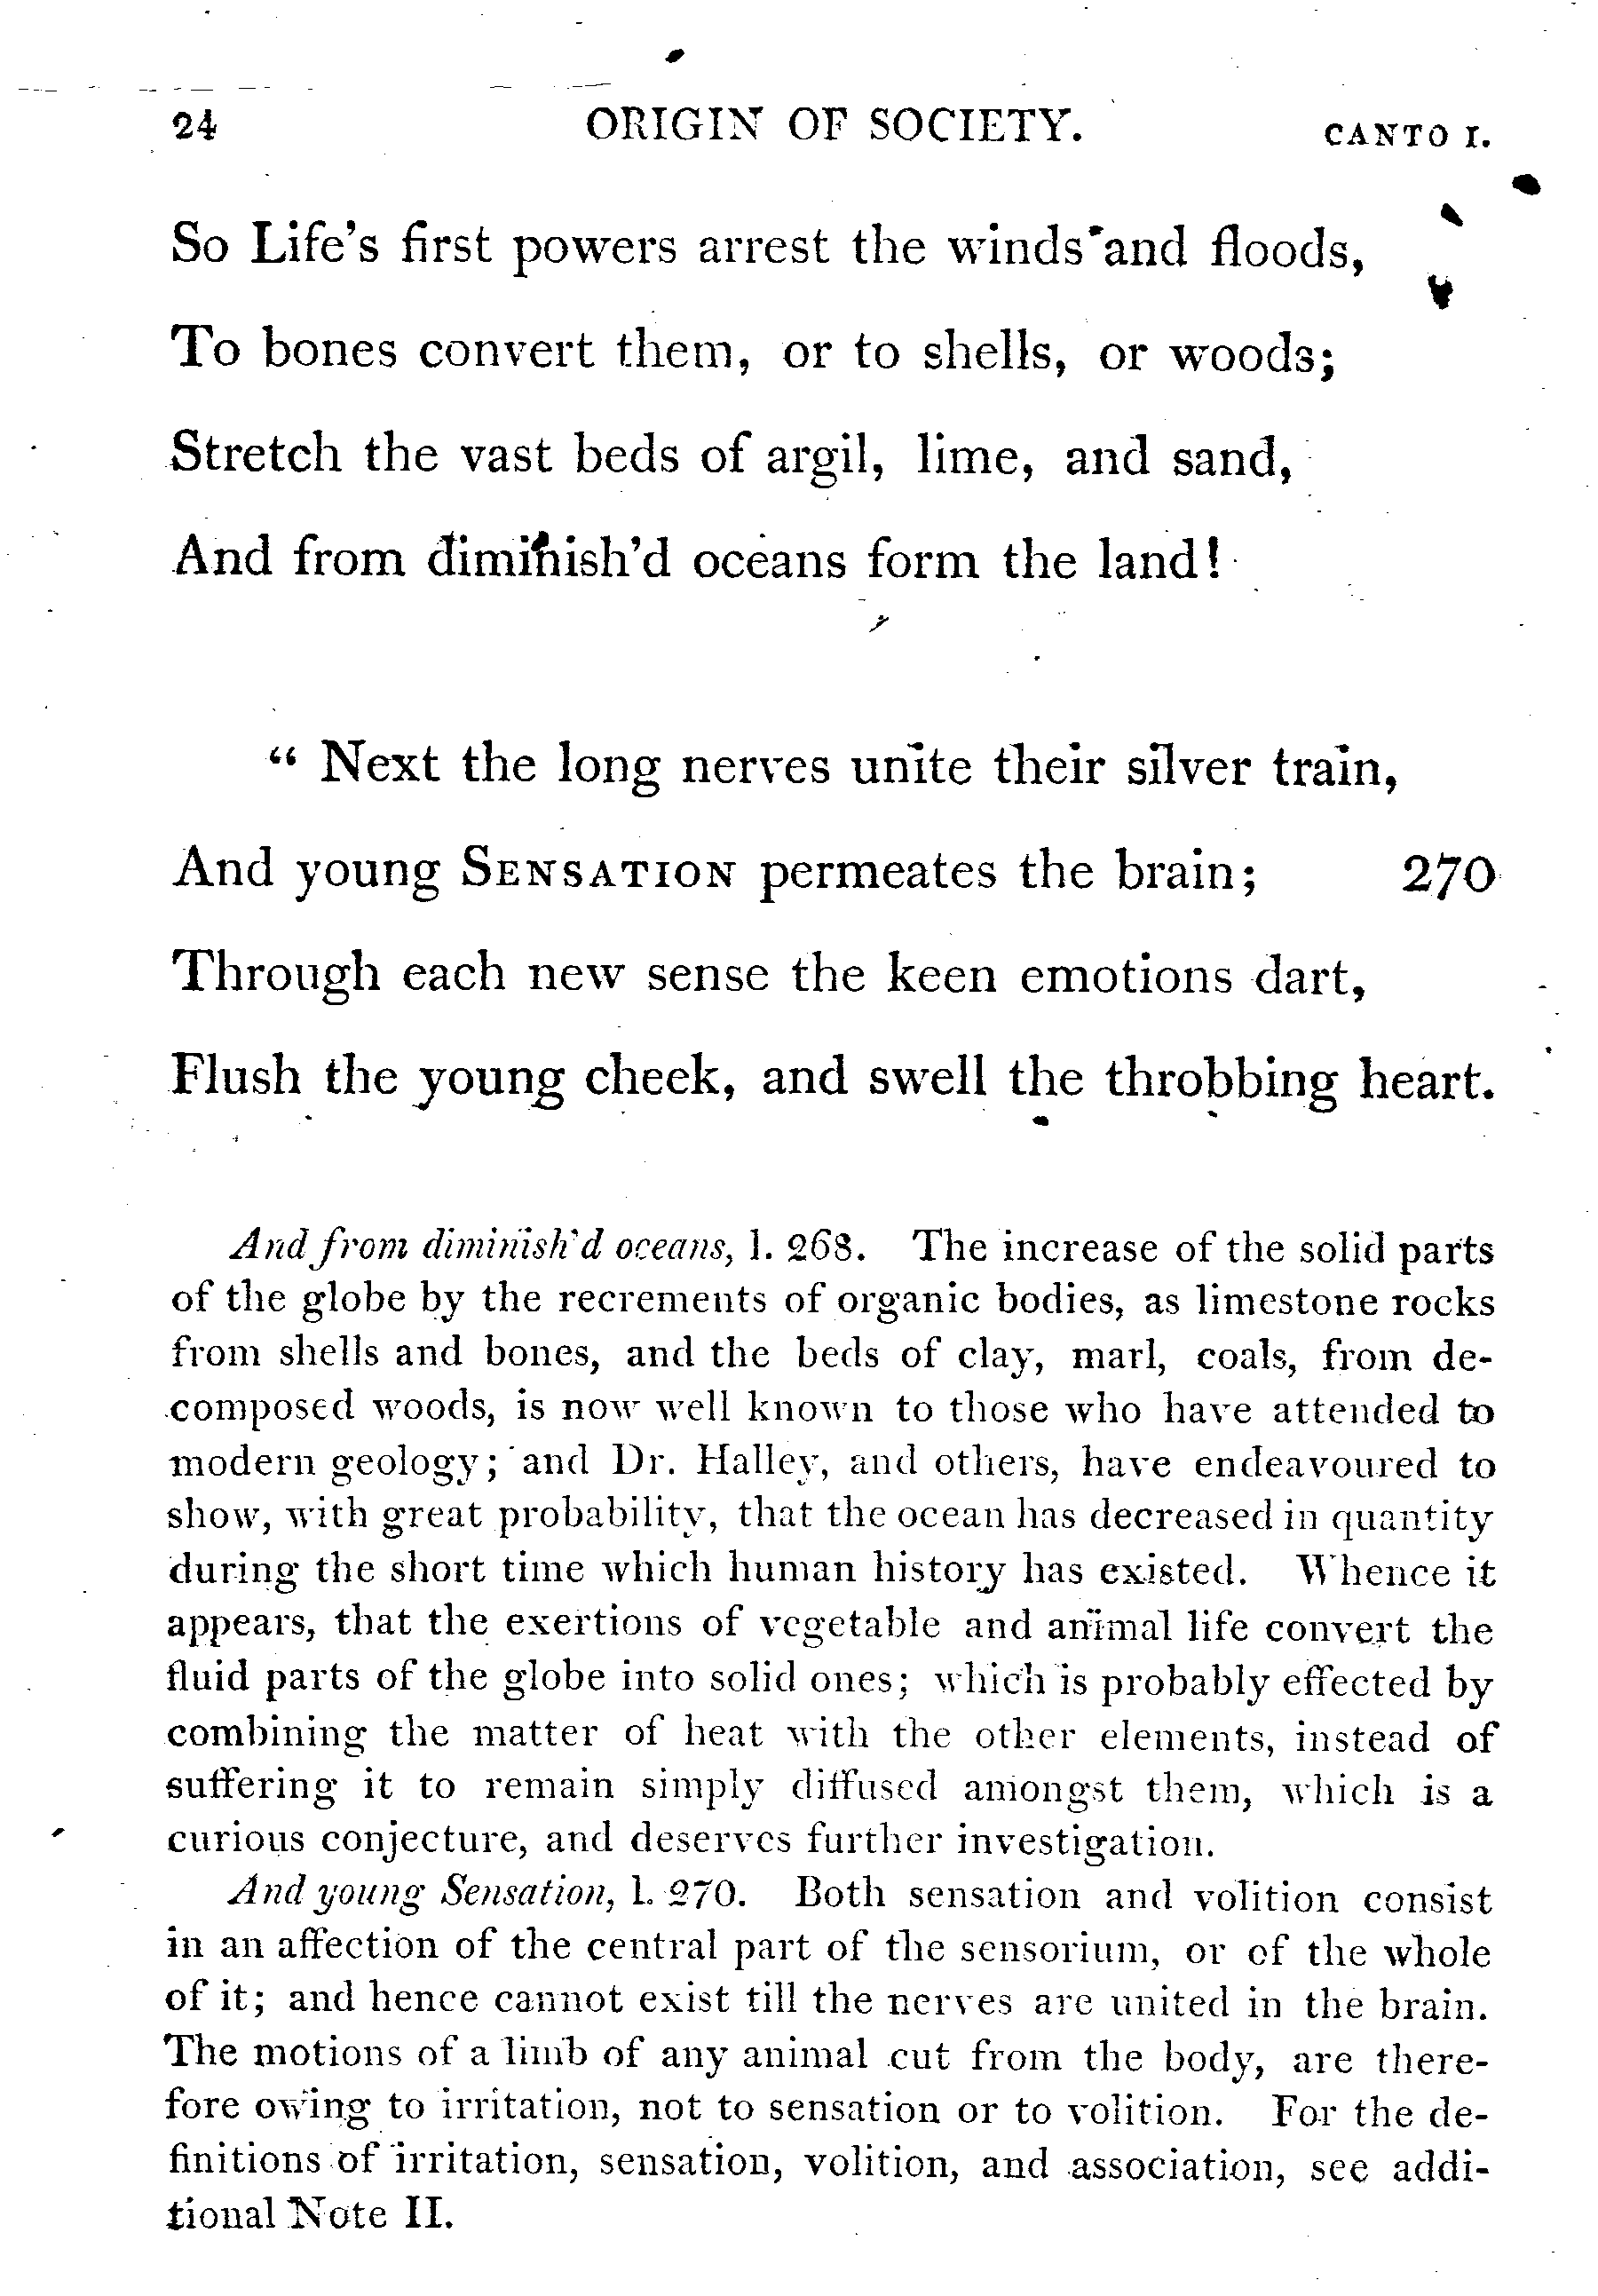 24 ORIGIN OF SOCIETY. CANTO I.
So Life's first powers arrest the winds and floods,
To bones convert them, or to shells, or woods;
Stretch the vast beds of argil, lime, and sand,
And from diminish'd oceans form the land!
“ Next the long nerves unite their silver train,
And young SENSATION permeates the brain; 270
Through each new sense the keen emotions dart,
Flush the young cheek, and swell the throbbing heart.
And from diminish'd oceans, l. 268. The increase of the solid parts
of the globe by the recrements of organic bodies, as limestone rocks
from shells and bones, and the beds of clay, marl, coals, from de-
composed woods, is now well known to those who have attended to
modern geology; and Dr. Halley, and others, have endeavoured to
show, with great probability, that the ocean has decreased in quantity
during the short time which human history has existed. Whence it
appears, that the exertions of vegetable and animal life convert the
fluid parts of the globe into solid ones; which is probably effected by
combining the matter of heat with the other elements, instead of
suffering it to remain simply diffused amongst them, which is a
curious conjecture, and deserves further investigation.
And young Sensation, l. 270. Both sensation and volition consist
in an affection of the central part of the sensorium, or of the whole
of it; and hence cannot exist till the nerves are united in the brain.
The motions of a limb of any animal cut from the body, are there-
fore owing to irritation, not to sensation or to volition. For the de-
finitions of irritation, sensation, volition, and association, see addi-
tional Note II.